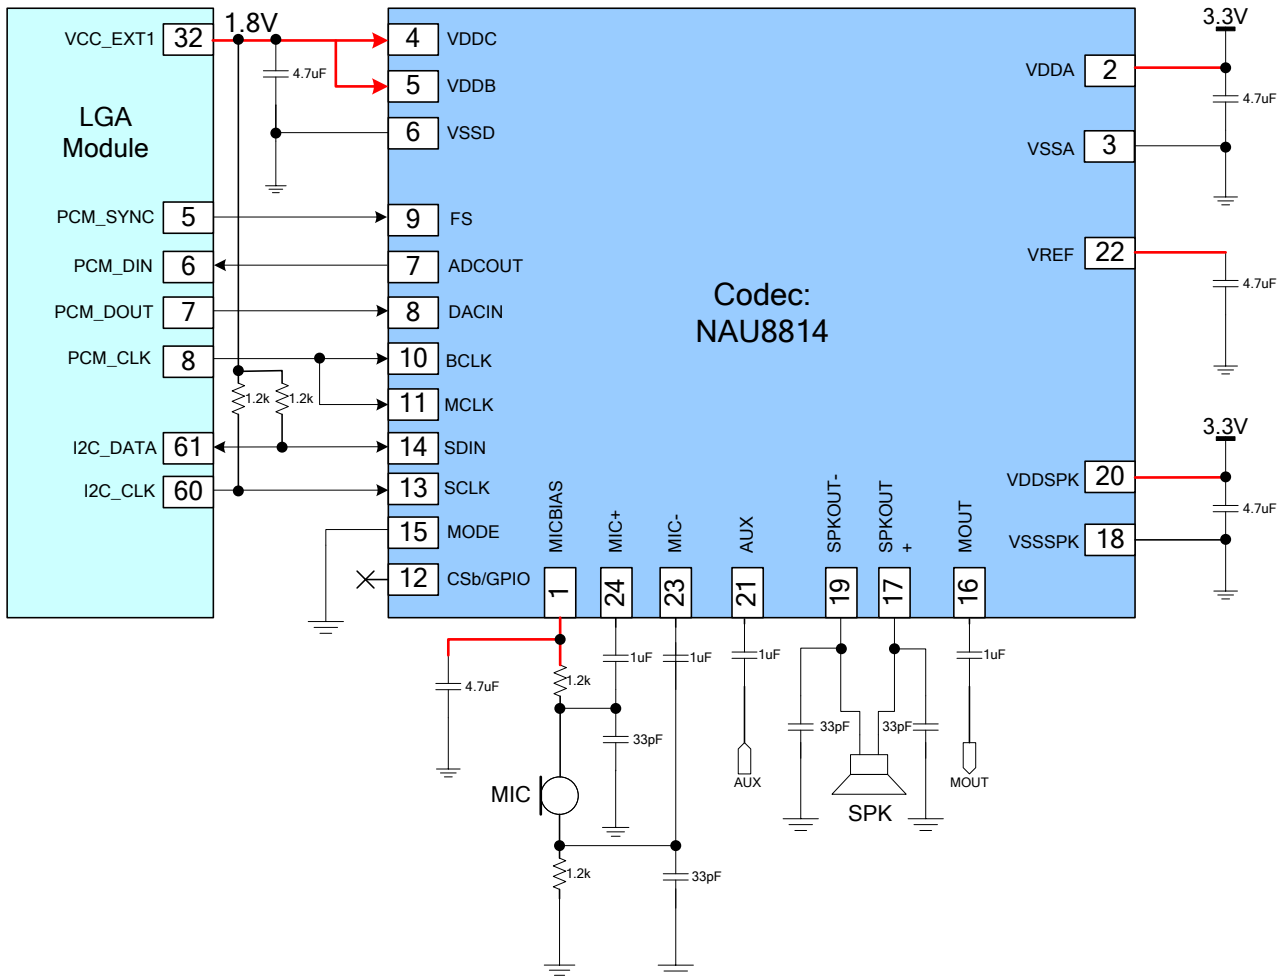 VCC_EXT1 32
1.8V
4 VDDC
4.7uF
5 VDDB
6 VSSD
LGA
Module
PCM_SYNC 5
9 FS
PCM_DIN 6
7 ADCOUT
PCM_DOUT 7
8 DACIN
PCM_CLK 8
10 BCLK
1.2k
1.2k
11 MCLK
I2C_DATA 61
14 SDIN
I2C_CLK 60
13 SCLK
15 MODE
12 CSb/GPIO
Codec:
NAU8814
3.3V
VDDA 2
4.7uF
VSSA 3
VREF 22
4.7uF
3.3V
VDDSPK 20
4.7uF
VSSSPK 18
MICBIAS
1
MIC+
24
MIC-
23
AUX
21
SPKOUT-
19
SPKOUT
+
17
MOUT
16
1uF
1uF
1uF
1uF
4.7uF
1.2k
33pF
33pF
33pF
MIC
AUX
SPK
MOUT
1.2k
33pF